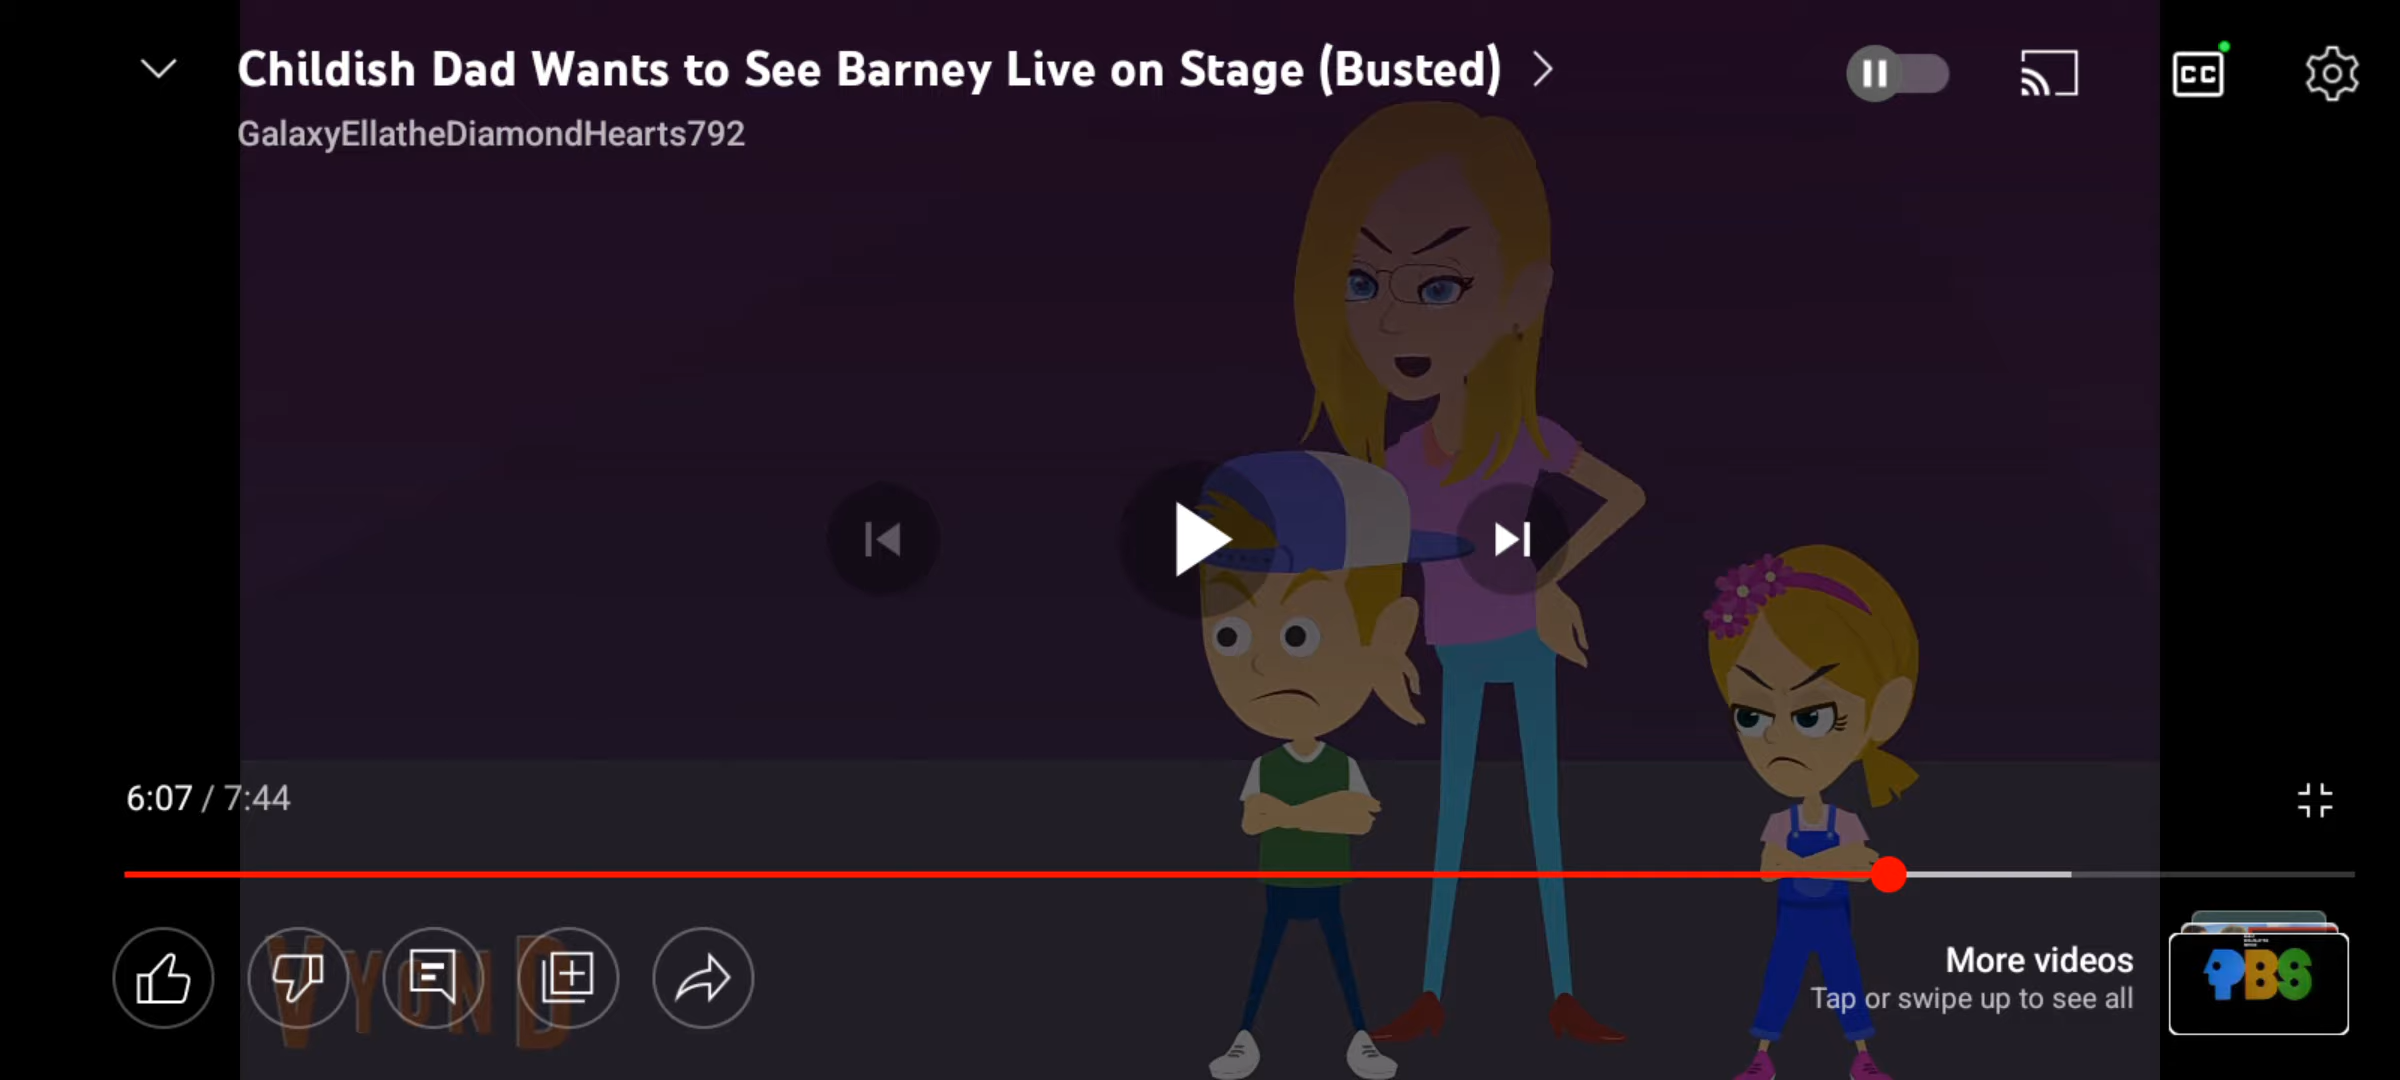 Childish Dad Wants to See Barney Live on Stage (Busted)
GalaxyEllatheDiamondHearts792
CC
6:07 / 7:44
VYOND
More videos
Tap or swipe up to see all
PBS